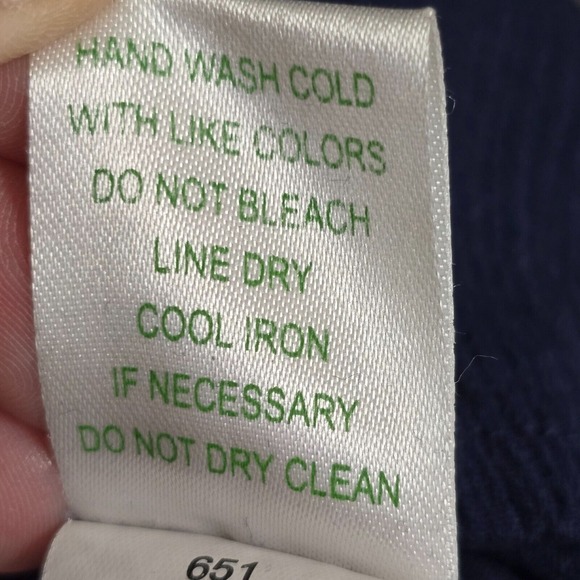 HAND WASH COLD
WITH LIKE COLORS
DO NOT BLEACH
LINE DRY
COOL IRON
IF NECESSARY
DO NOT DRY CLEAN
651